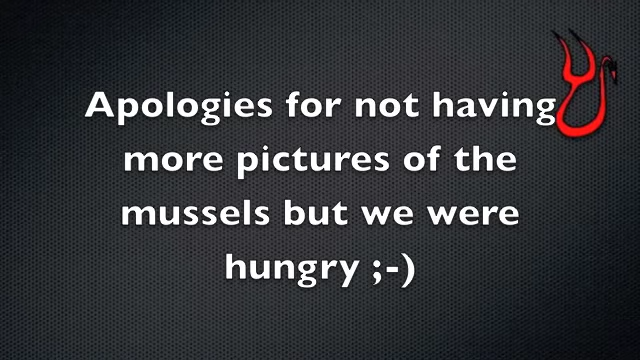 Apologies for not having
more pictures of the
mussels but we were
hungry ;-)